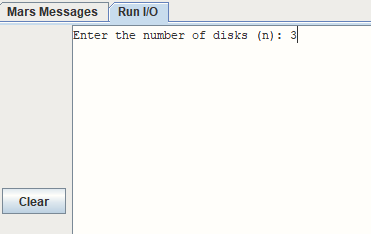 Mars Messages Run I/O
Enter the number of disks (n): 3
Clear